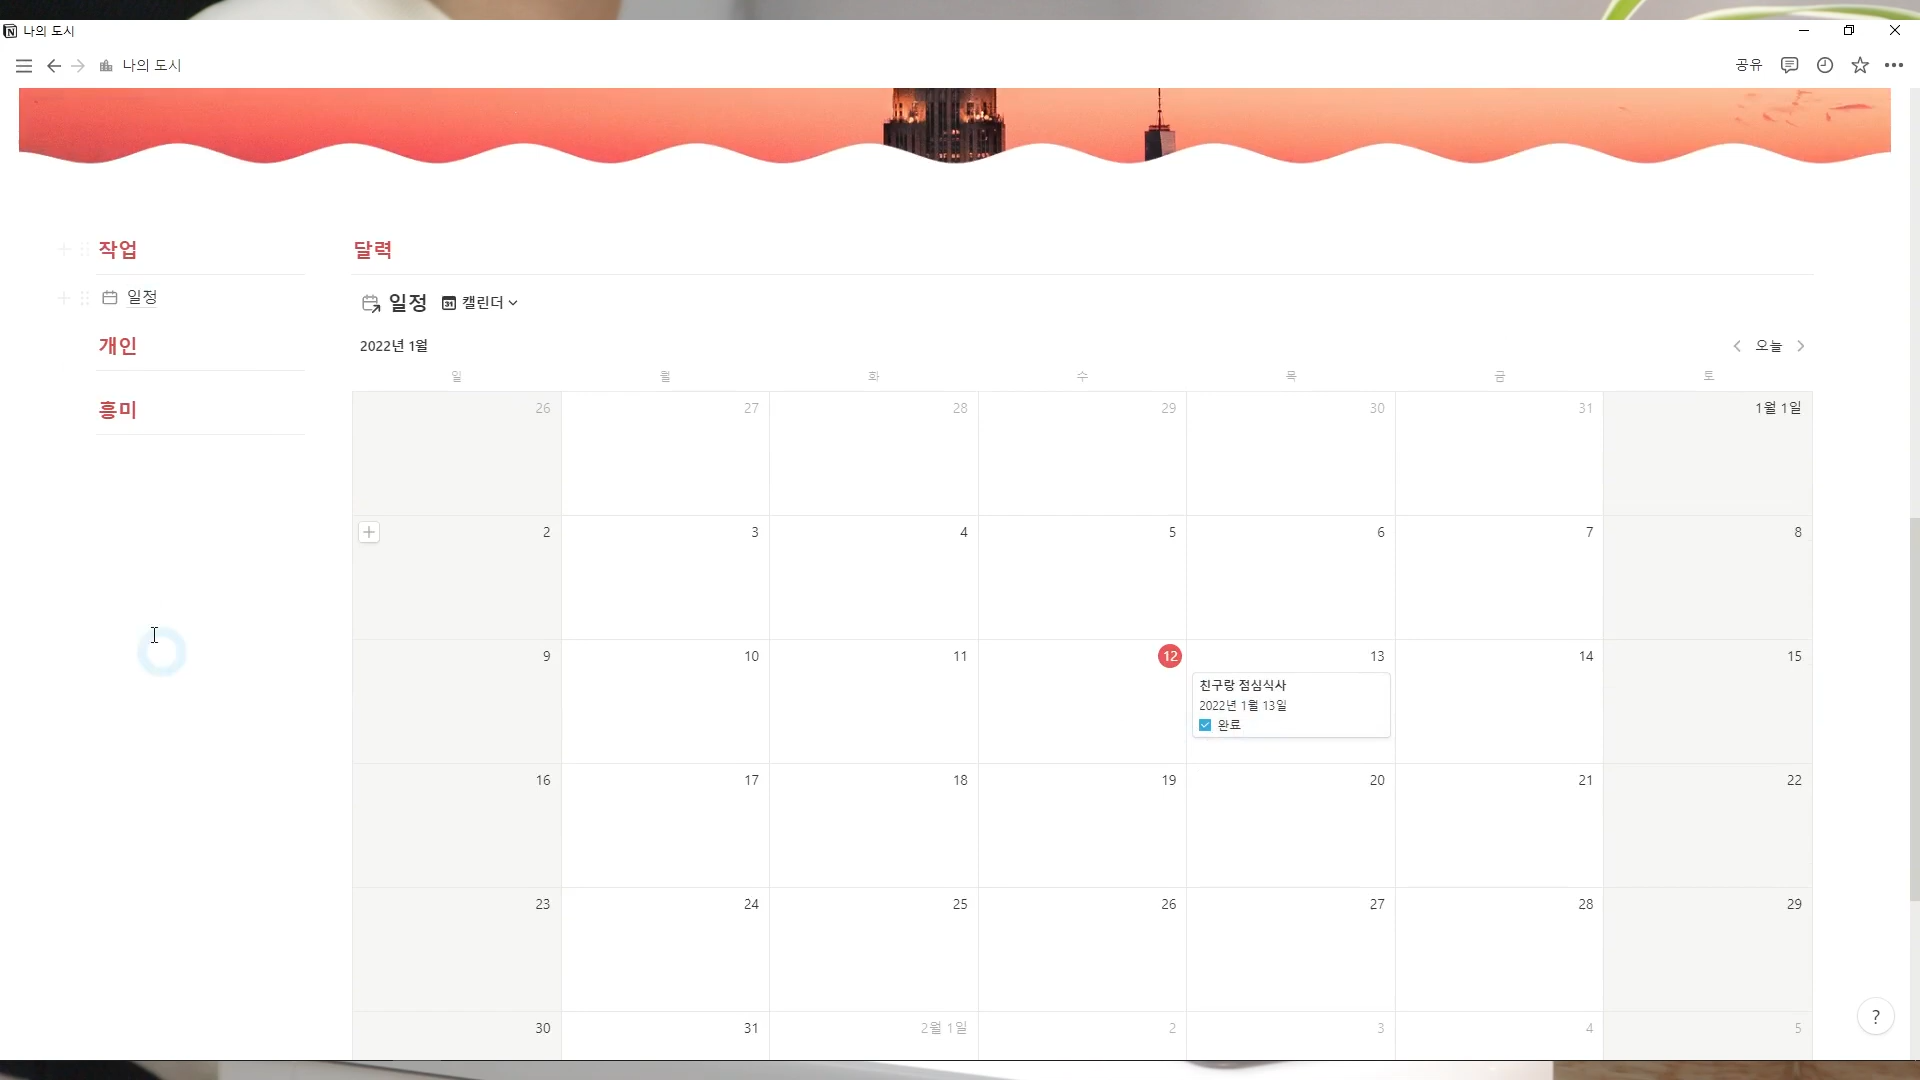 나의 도시
나의 도시
공유
작업
일정
개인
흥미
달력
일정 31 캘린더
2022년 1월
오늘
일 월 화 수 목 금 토
26 27 28 29 30 31 1월 1일
2 3 4 5 6 7 8
9 10 11 12 13 14 15
친구랑 점심식사
2022년 1월 13일
완료
16 17 18 19 20 21 22
23 24 25 26 27 28 29
30 31 2월 1일 2 3 4 5
?